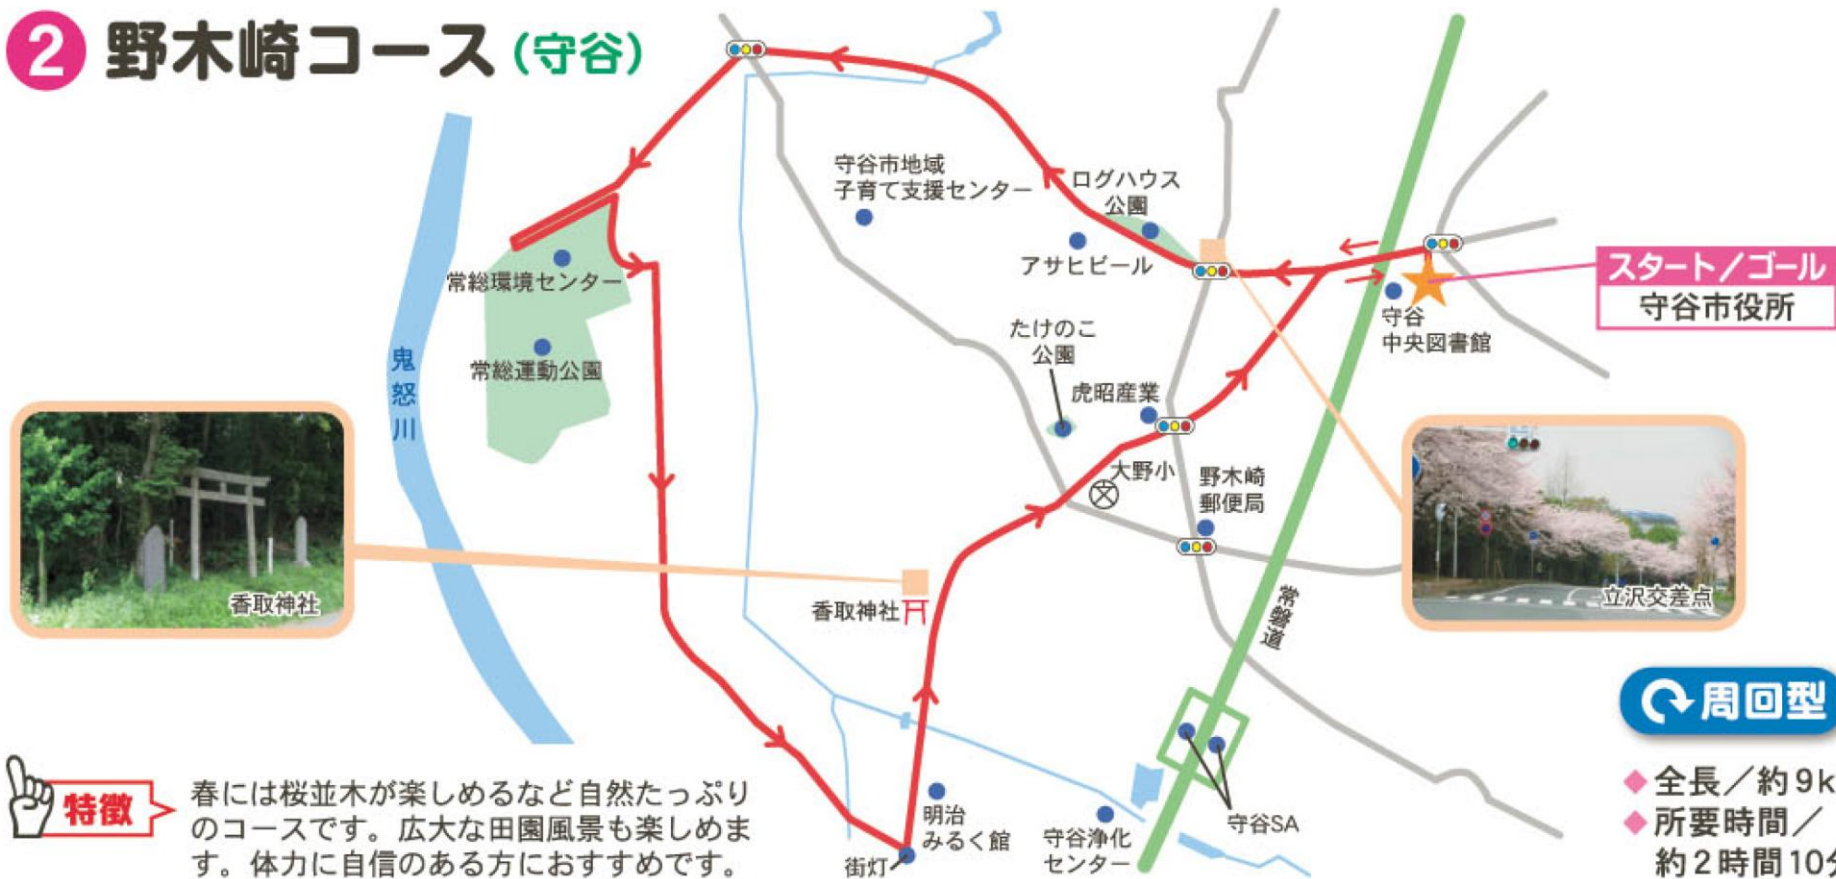 2 野木崎コース(守谷)
守谷市地域
子育て支援センター
ログハウス
公園
アサヒビール
スタート/ゴール
守谷市役所
守谷
中央図書館
常総環境センター
常総運動公園
鬼怒川
たけのこ
公園
虎昭産業
大野小
野木崎
郵便局
香取神社
香取神社
立沢交差点
常磐道
周回型
特徴
春には桜並木が楽しめるなど自然たっぷり
のコースです。広大な田園風景も楽しめま
す。体力に自信のある方におすすめです。
街灯
明治
みるく館
守谷浄化
センター
守谷SA
◆全長/約9k
◆所要時間/
約2時間10分